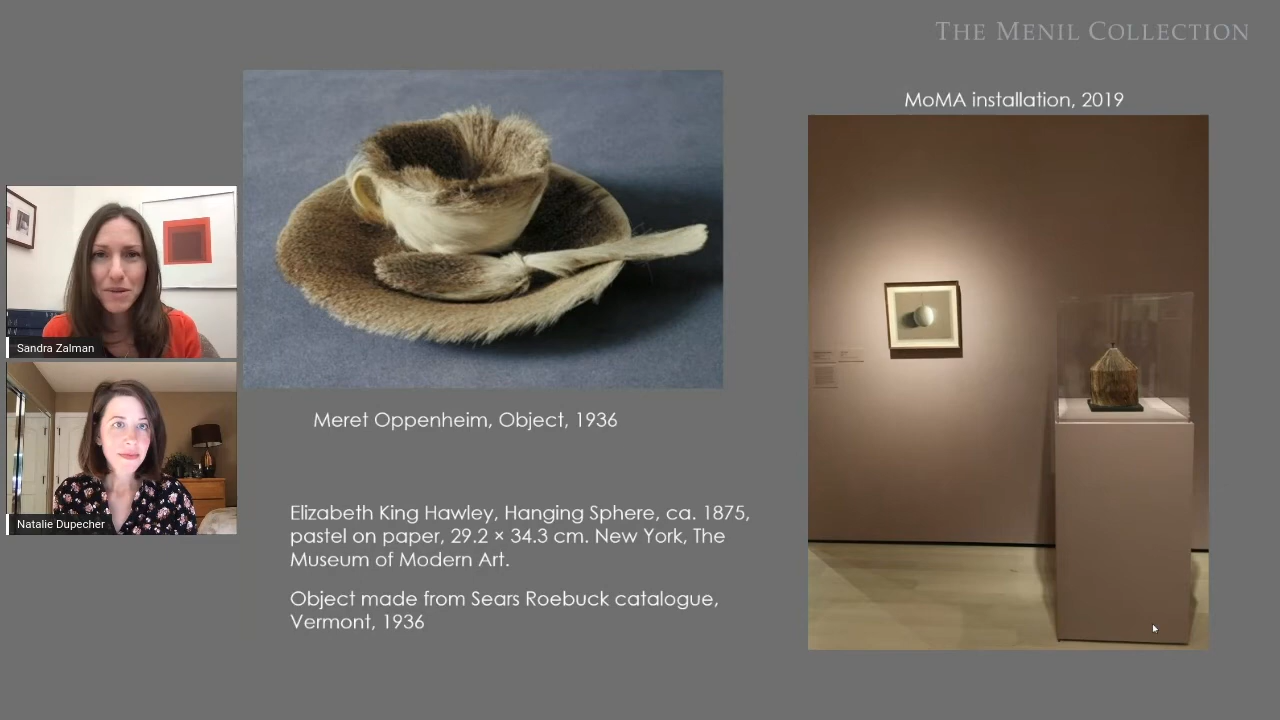 THE MENIL COLLECTION
MoMA installation, 2019
Sandra Zalman
Natalie Dupecher
Meret Oppenheim, Object, 1936
Elizabeth King Hawley, Hanging Sphere, ca. 1875,
pastel on paper, 29.2 × 34.3 cm. New York, The
Museum of Modern Art.
Object made from Sears Roebuck catalogue,
Vermont, 1936